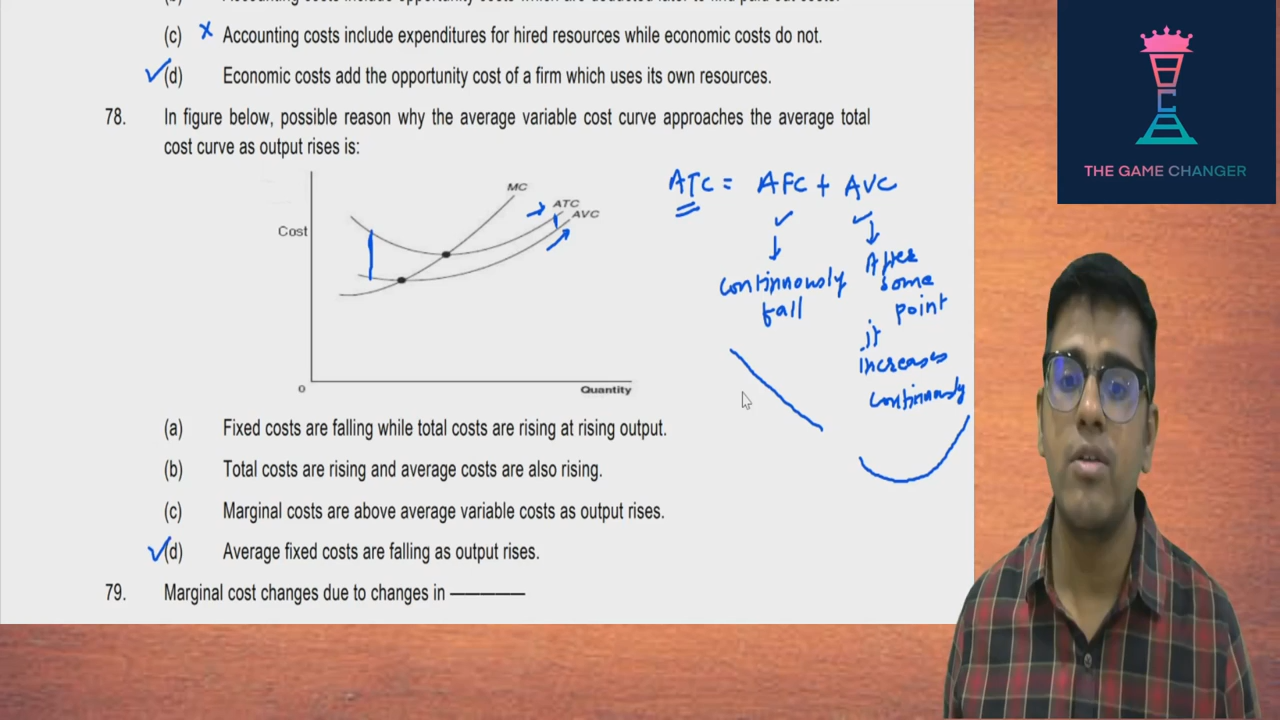 (c) x Accounting costs include expenditures for hired resources while economic costs do not.
✓(d) Economic costs add the opportunity cost of a firm which uses its own resources.
78. In figure below, possible reason why the average variable cost curve approaches the average total
cost curve as output rises is:
MC
ATC
AVC
Cost
0
Quantity
ATC = AFC + AVC
continuously
fall
After
some
point
it
increases
continuously
(a) Fixed costs are falling while total costs are rising at rising output.
(b) Total costs are rising and average costs are also rising.
(c) Marginal costs are above average variable costs as output rises.
✓(d) Average fixed costs are falling as output rises.
79. Marginal cost changes due to changes in ————
THE GAME CHANGER